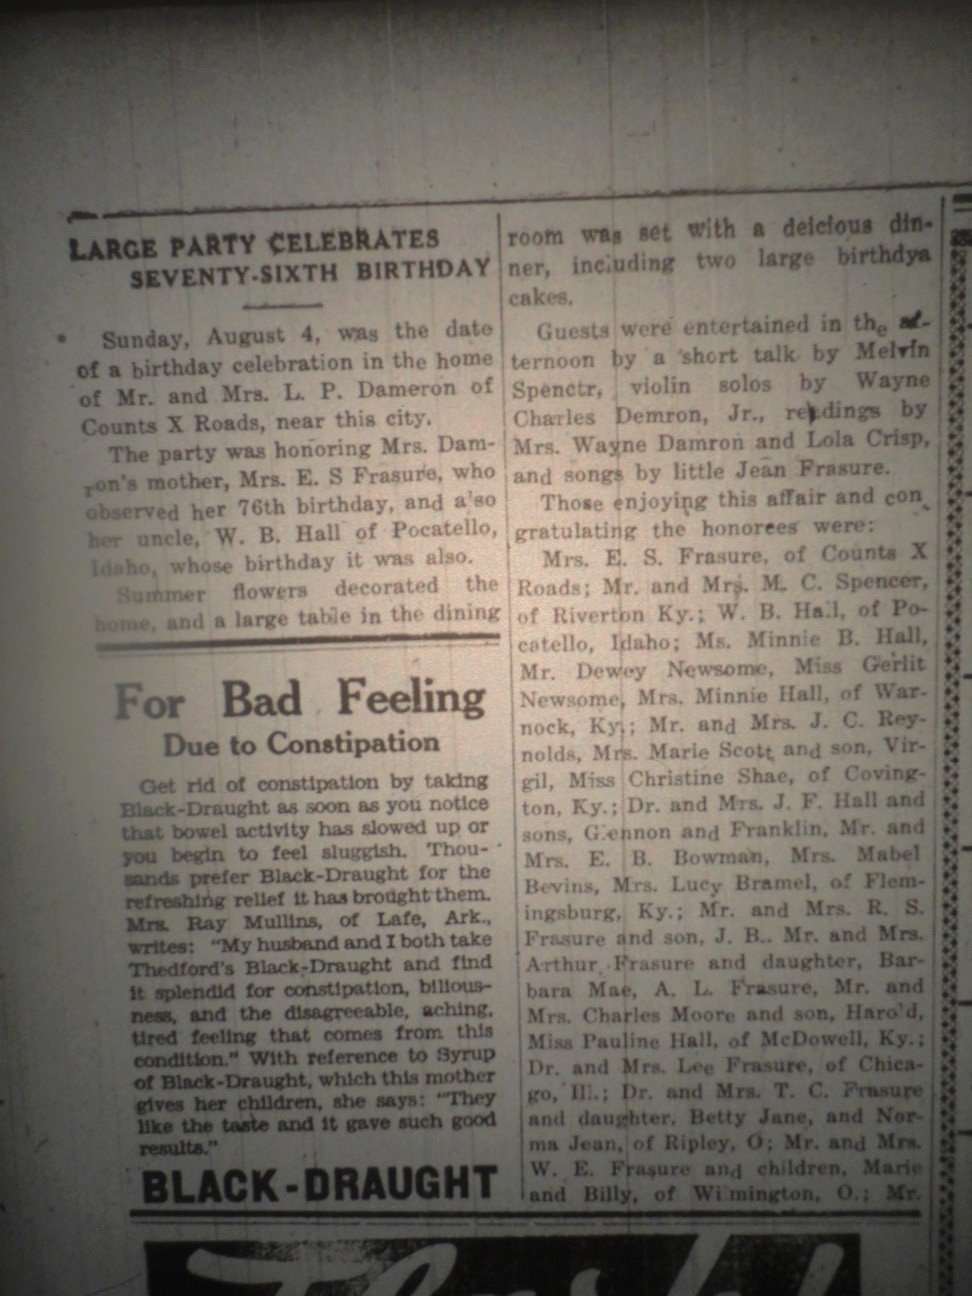 LARGE PARTY CELEBRATES
SEVENTY-SIXTH BIRTHDAY
Sunday, August 4, was the date
of a birthday celebration in the home
of Mr. and Mrs. L. P. Dameron of
Counts X Roads, near this city.
The party was honoring Mrs. Dam-
ron's mother, Mrs. E. S Frasure, who
observed her 76th birthday, and a'so
her uncle, W. B. Hall of Pocatello,
Idaho, whose birthday it was also.
Summer flowers decorated the
home, and a large table in the dining
For Bad Feeling
Due to Constipation
Get rid of constipation by taking
Black-Draught as soon as you notice
that bowel activity has slowed up or
you begin to feel sluggish. Thou-
sands prefer Black-Draught for the
refreshing relief it has brought them.
Mrs. Ray Mullins, of Lafe, Ark.,
writes: "My husband and I both take
Thedford's Black-Draught and find
it splendid for constipation, bilious-
ness, and the disagreeable, aching,
tired feeling that comes from this
condition." With reference to Syrup
of Black-Draught, which this mother
gives her children, she says: "They
like the taste and it gave such good
results."
BLACK-DRAUGHT
room was set with a deicious din-
ner, including two large birthdya
cakes.
Guests were entertained in the af-
ternoon by a short talk by Melvin
Spenctr, violin solos by Wayne
Charles Demron, Jr., readings by
Mrs. Wayne Damron and Lola Crisp,
and songs by little Jean Frasure.
Those enjoying this affair and con
gratulating the honorees were:
Mrs. E. S. Frasure, of Counts X
Roads; Mr. and Mrs. M. C. Spencer,
of Riverton Ky.; W. B. Hall, of Po-
catello, Idaho; Ms. Minnie B. Hall,
Mr. Dewey Newsome, Miss Gerlit
Newsome, Mrs. Minnie Hall, of War-
nock, Ky.; Mr. and Mrs. J. C. Rey-
nolds, Mrs. Marie Scott and son, Vir-
gil, Miss Christine Shae, of Coving-
ton, Ky.; Dr. and Mrs. J. F. Hall and
sons, Glennon and Franklin, Mr. and
Mrs. E. B. Bowman, Mrs. Mabel
Bevins, Mrs. Lucy Bramel, of Flem-
ingsburg, Ky.; Mr. and Mrs. R. S.
Frasure and son, J. B.. Mr. and Mrs.
Arthur Frasure and daughter, Bar-
bara Mae, A. L. Frasure, Mr. and
Mrs. Charles Moore and son, Haro'd,
Miss Pauline Hall, of McDowell, Ky.;
Dr. and Mrs. Lee Frasure, of Chica-
go, Ill.; Dr. and Mrs. T. C. Frasure
and daughter, Betty Jane, and Nor-
ma Jean, of Ripley, O; Mr. and Mrs.
W. E. Frasure and children, Marie
and Billy, of Wilmington, O.; Mr.